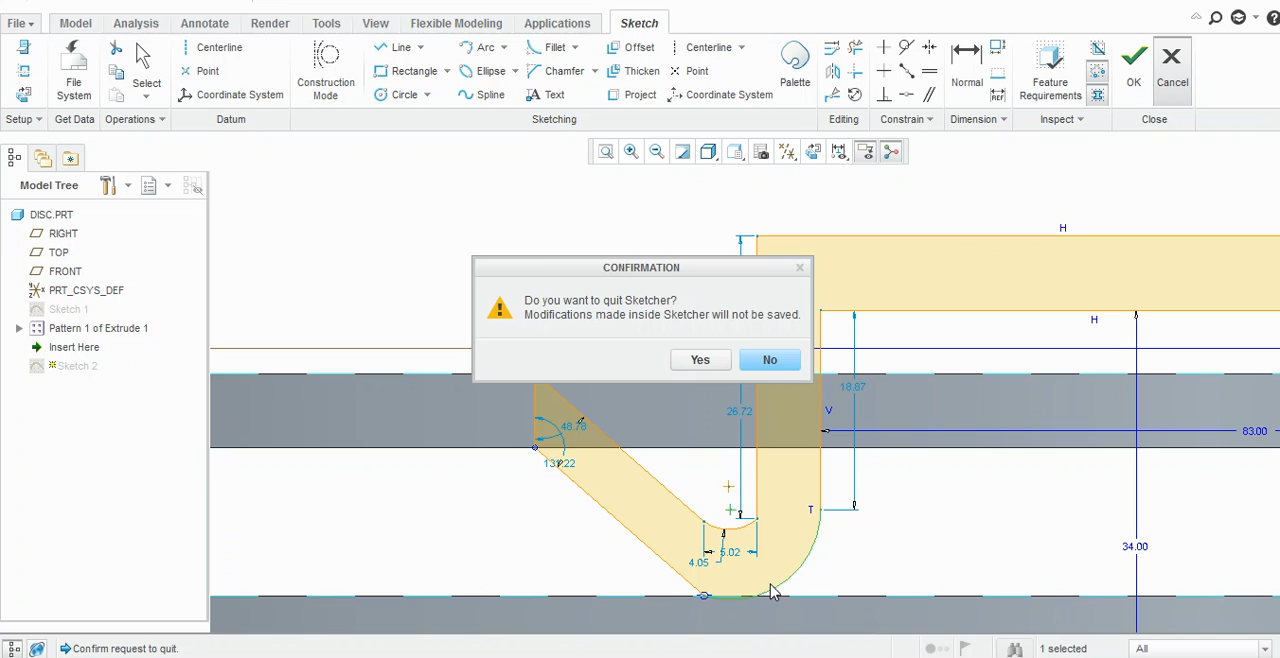 File Model Analysis Annotate Render Tools View Flexible Modeling Applications Sketch
Centerline Line Arc Fillet Offset Centerline
Point Rectangle Ellipse Chamfer Thicken Point
Coordinate System Circle Spline Text Project Coordinate System
File System Select Construction Mode Palette Normal REF Feature Requirements OK Cancel
Setup Get Data Operations Datum Sketching Editing Constrain Dimension Inspect Close
Model Tree
DISC.PRT
RIGHT
TOP
FRONT
PRT_CSYS_DEF
Sketch 1
Pattern 1 of Extrude 1
Insert Here
Sketch 2
CONFIRMATION
Do you want to quit Sketcher?
Modifications made inside Sketcher will not be saved.
Yes No
H
H
18.87
26.72
V
48.78
83.00
T
34.00
5.02
4.05
Confirm request to quit.
1 selected
All